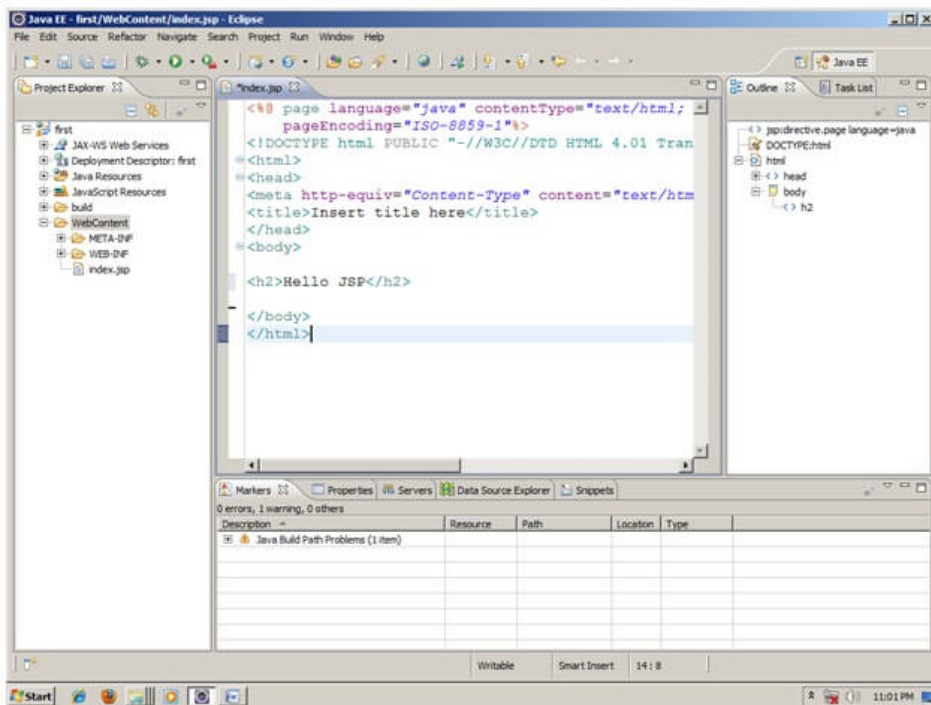 Java EE - first/WebContent/index.jsp - Eclipse
File Edit Source Refactor Navigate Search Project Run Window Help
Java EE
Project Explorer
first
JAX-WS Web Services
Deployment Descriptor: first
Java Resources
JavaScript Resources
build
WebContent
META-INF
WEB-INF
index.jsp
*index.jsp
<%@ page language="java" contentType="text/html;
pageEncoding="ISO-8859-1"%>
<!DOCTYPE html PUBLIC "-//W3C//DTD HTML 4.01 Tran
<html>
<head>
<meta http-equiv="Content-Type" content="text/htm
<title>Insert title here</title>
</head>
<body>
<h2>Hello JSP</h2>
</body>
</html>
Outline Task List
jsp:directive.page language=java
DOCTYPE:html
html
head
body
h2
Markers Properties Servers Data Source Explorer Snippets
0 errors, 1 warning, 0 others
Description Resource Path Location Type
Java Build Path Problems (1 item)
Writable Smart Insert 14 : 8
Start 11:01 PM